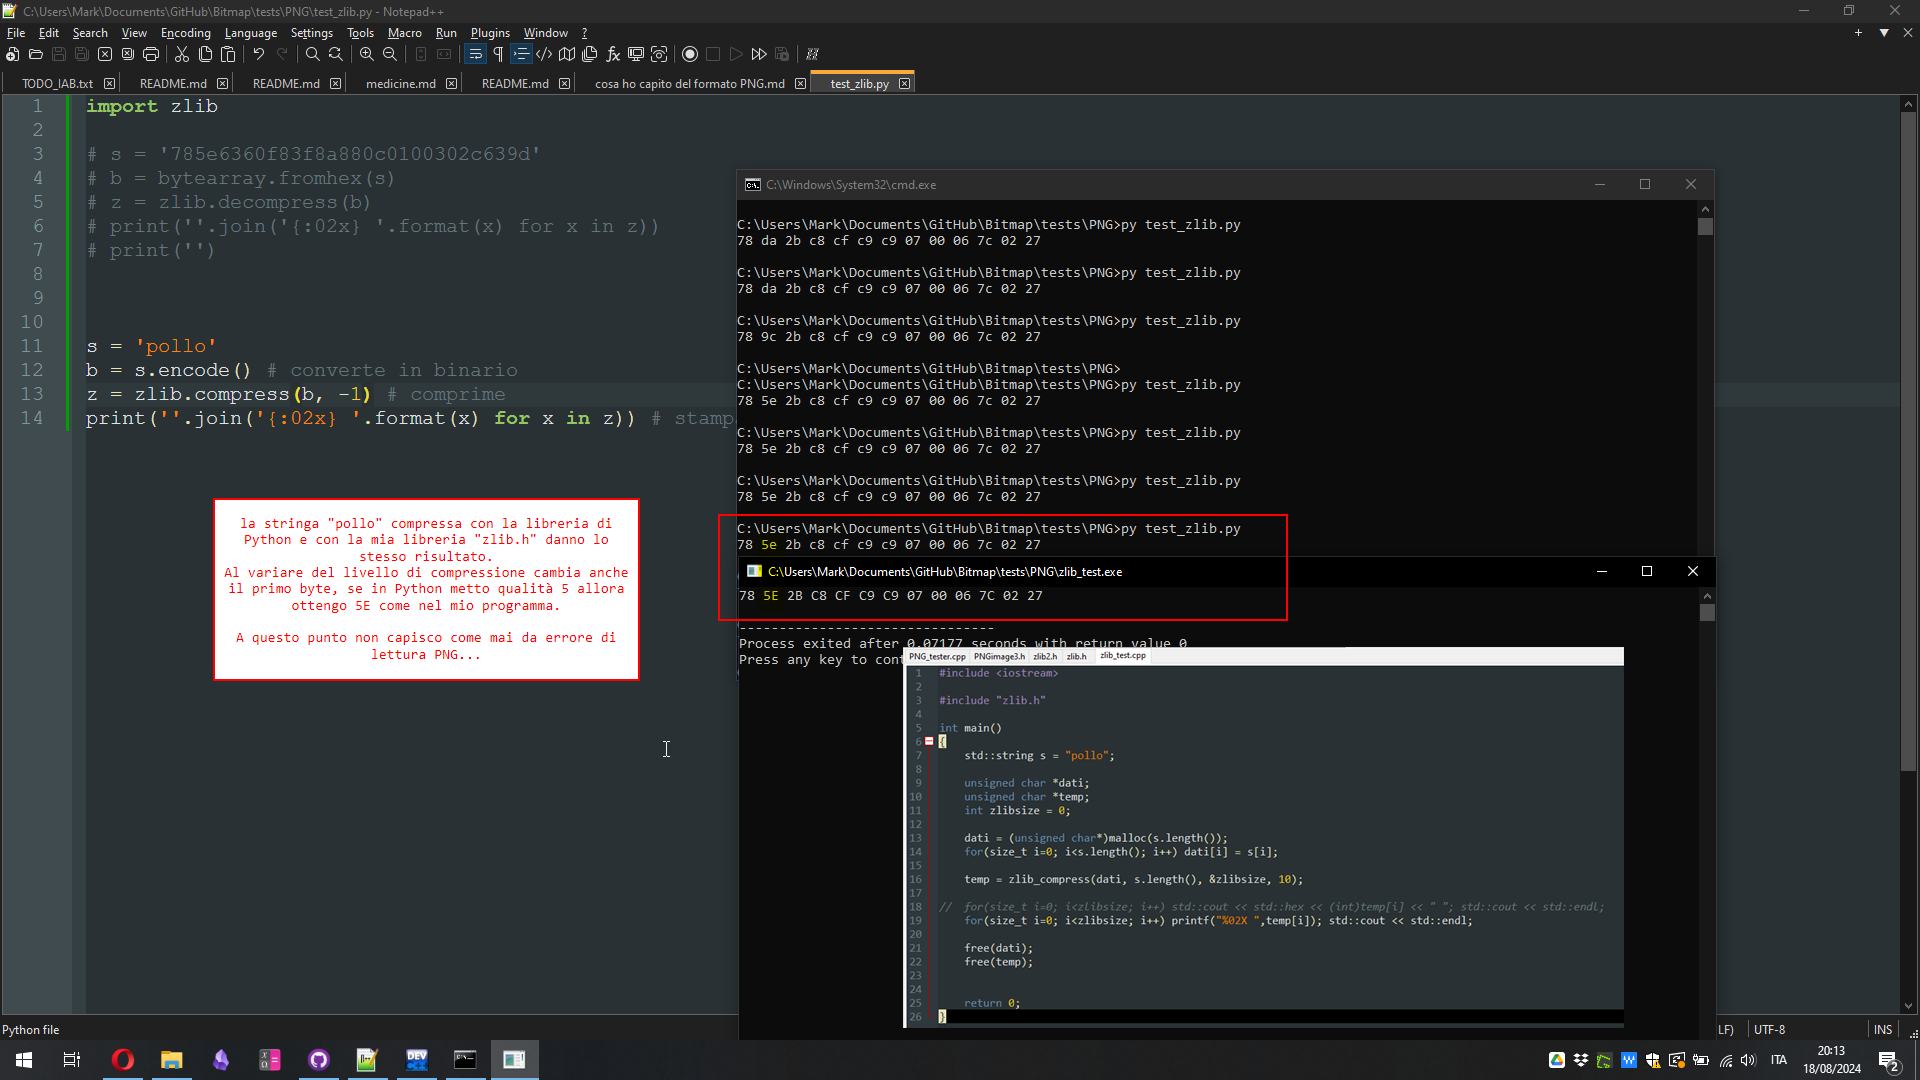 C:\Users\Mark\Documents\GitHub\Bitmap\tests\PNG\test_zlib.py - Notepad++
File Edit Search View Encoding Language Settings Tools Macro Run Plugins Window ?
TODO_IAB.txt README.md README.md medicine.md README.md cosa ho capito del formato PNG.md test_zlib.py
1 import zlib
2
3 # s = '785e6360f83f8a880c0100302c639d'
4 # b = bytearray.fromhex(s)
5 # z = zlib.decompress(b)
6 # print(''.join('{:02x} '.format(x) for x in z))
7 # print('')
8
9
10
11 s = 'pollo'
12 b = s.encode() # converte in binario
13 z = zlib.compress(b, -1) # comprime
14 print(''.join('{:02x} '.format(x) for x in z)) # stamp
la stringa "pollo" compressa con la libreria di
Python e con la mia libreria "zlib.h" danno lo
stesso risultato.
Al variare del livello di compressione cambia anche
il primo byte, se in Python metto qualità 5 allora
ottengo 5E come nel mio programma.
A questo punto non capisco come mai da errore di
lettura PNG...
C:\Windows\System32\cmd.exe
C:\Users\Mark\Documents\GitHub\Bitmap\tests\PNG>py test_zlib.py
78 da 2b c8 cf c9 c9 07 00 06 7c 02 27
C:\Users\Mark\Documents\GitHub\Bitmap\tests\PNG>py test_zlib.py
78 da 2b c8 cf c9 c9 07 00 06 7c 02 27
C:\Users\Mark\Documents\GitHub\Bitmap\tests\PNG>py test_zlib.py
78 9c 2b c8 cf c9 c9 07 00 06 7c 02 27
C:\Users\Mark\Documents\GitHub\Bitmap\tests\PNG>
C:\Users\Mark\Documents\GitHub\Bitmap\tests\PNG>py test_zlib.py
78 5e 2b c8 cf c9 c9 07 00 06 7c 02 27
C:\Users\Mark\Documents\GitHub\Bitmap\tests\PNG>py test_zlib.py
78 5e 2b c8 cf c9 c9 07 00 06 7c 02 27
C:\Users\Mark\Documents\GitHub\Bitmap\tests\PNG>py test_zlib.py
78 5e 2b c8 cf c9 c9 07 00 06 7c 02 27
C:\Users\Mark\Documents\GitHub\Bitmap\tests\PNG>py test_zlib.py
78 5e 2b c8 cf c9 c9 07 00 06 7c 02 27
C:\Users\Mark\Documents\GitHub\Bitmap\tests\PNG\zlib_test.exe
78 5E 2B C8 CF C9 C9 07 00 06 7C 02 27
--------------------------------
Process exited after 0.07177 seconds with return value 0
Press any key to cont
PNG_tester.cpp PNGimage3.h zlib2.h zlib.h zlib_test.cpp
1 #include <iostream>
2
3 #include "zlib.h"
4
5 int main()
6 {
7 std::string s = "pollo";
8
9 unsigned char *dati;
10 unsigned char *temp;
11 int zlibsize = 0;
12
13 dati = (unsigned char*)malloc(s.length());
14 for(size_t i=0; i<s.length(); i++) dati[i] = s[i];
15
16 temp = zlib_compress(dati, s.length(), &zlibsize, 10);
17
18 // for(size_t i=0; i<zlibsize; i++) std::cout << std::hex << (int)temp[i] << " "; std::cout << std::endl;
19 for(size_t i=0; i<zlibsize; i++) printf("%02X ",temp[i]); std::cout << std::endl;
20
21 free(dati);
22 free(temp);
23
24
25 return 0;
26 }
Python file LF) UTF-8 INS
DEV
ITA
20:13
18/08/2024
2